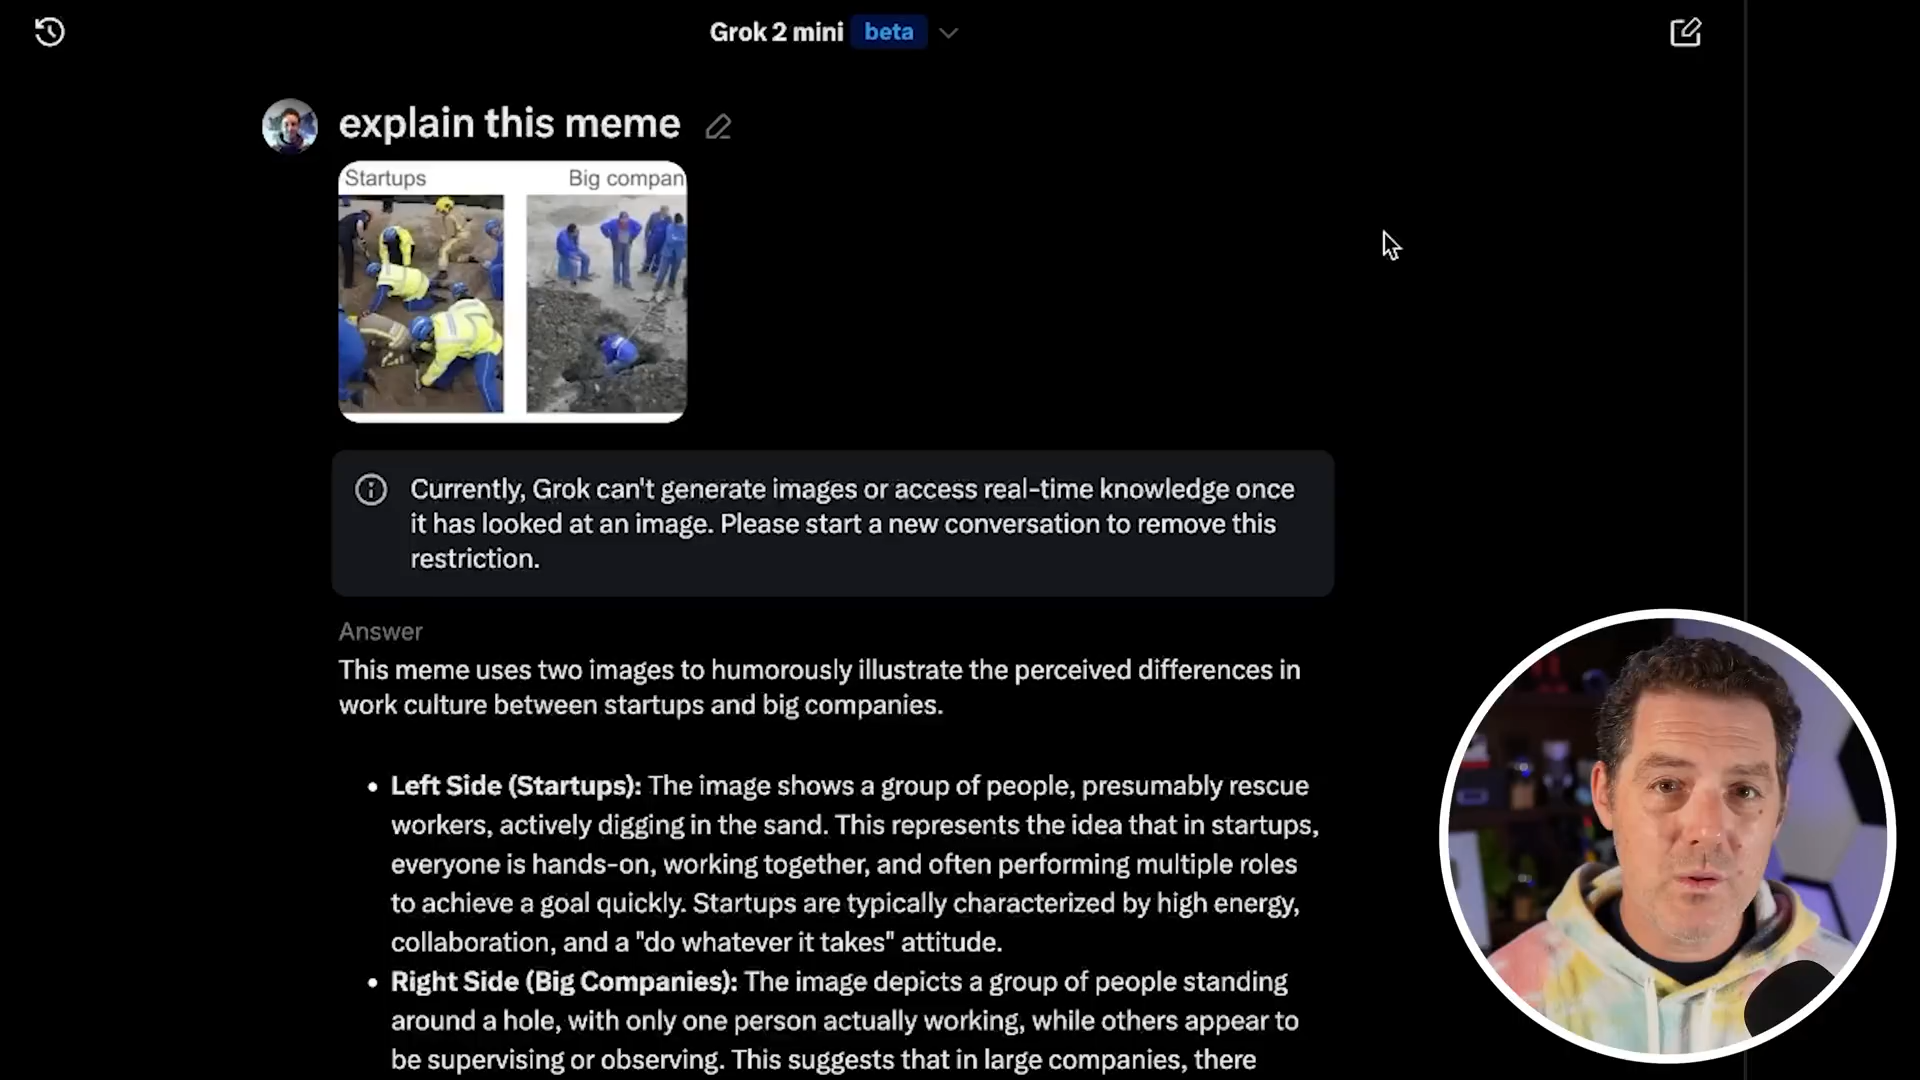 Grok 2 mini beta
explain this meme
Startups
Big compan
Currently, Grok can't generate images or access real-time knowledge once
it has looked at an image. Please start a new conversation to remove this
restriction.
Answer
This meme uses two images to humorously illustrate the perceived differences in
work culture between startups and big companies.
• Left Side (Startups): The image shows a group of people, presumably rescue
workers, actively digging in the sand. This represents the idea that in startups,
everyone is hands-on, working together, and often performing multiple roles
to achieve a goal quickly. Startups are typically characterized by high energy,
collaboration, and a "do whatever it takes" attitude.
• Right Side (Big Companies): The image depicts a group of people standing
around a hole, with only one person actually working, while others appear to
be supervising or observing. This suggests that in large companies, there